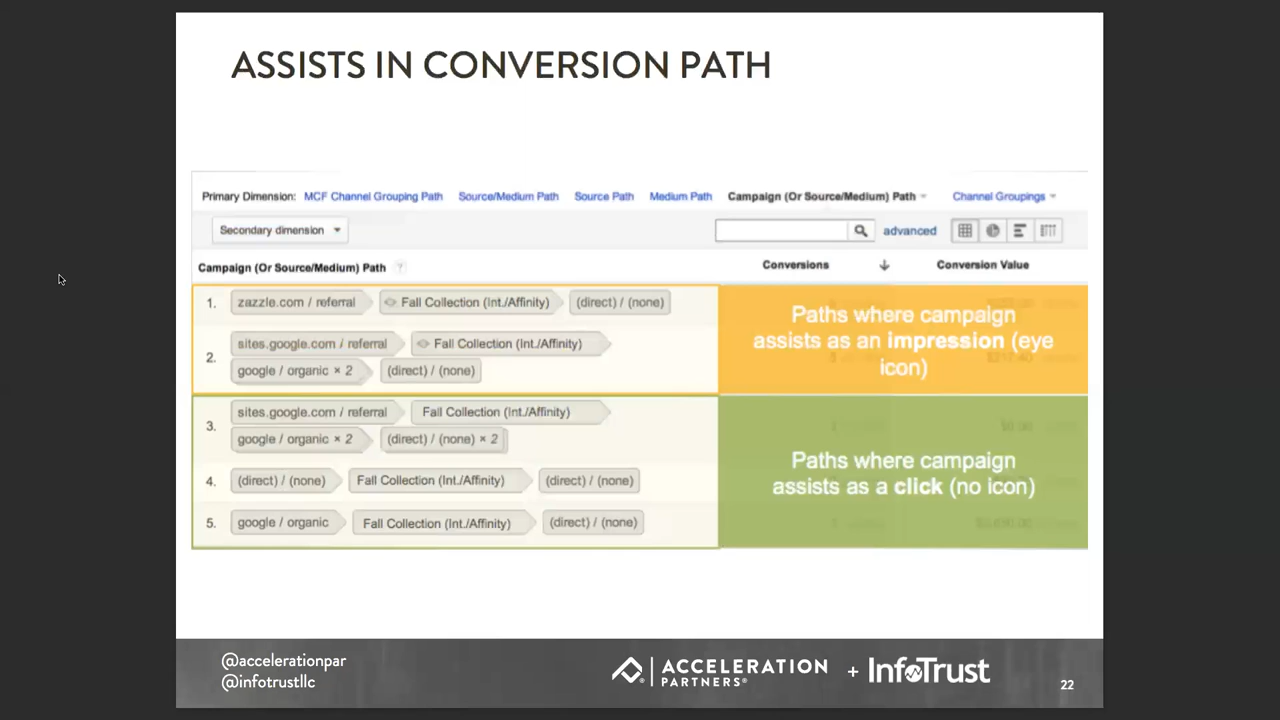 ASSISTS IN CONVERSION PATH
Primary Dimension: MCF Channel Grouping Path Source/Medium Path Source Path Medium Path Campaign (Or Source/Medium) Path Channel Groupings
Secondary dimension advanced
Campaign (Or Source/Medium) Path ? Conversions Conversion Value
1. zazzle.com / referral Fall Collection (Int./Affinity) (direct) / (none)
2. sites.google.com / referral Fall Collection (Int./Affinity)
google / organic × 2 (direct) / (none)
Paths where campaign
assists as an impression (eye
icon)
3. sites.google.com / referral Fall Collection (Int./Affinity)
google / organic × 2 (direct) / (none) × 2
4. (direct) / (none) Fall Collection (Int./Affinity) (direct) / (none)
5. google / organic Fall Collection (Int./Affinity) (direct) / (none)
Paths where campaign
assists as a click (no icon)
@accelerationpar
@infotrustllc
ACCELERATION
PARTNERS®
+ InfoTrust
22